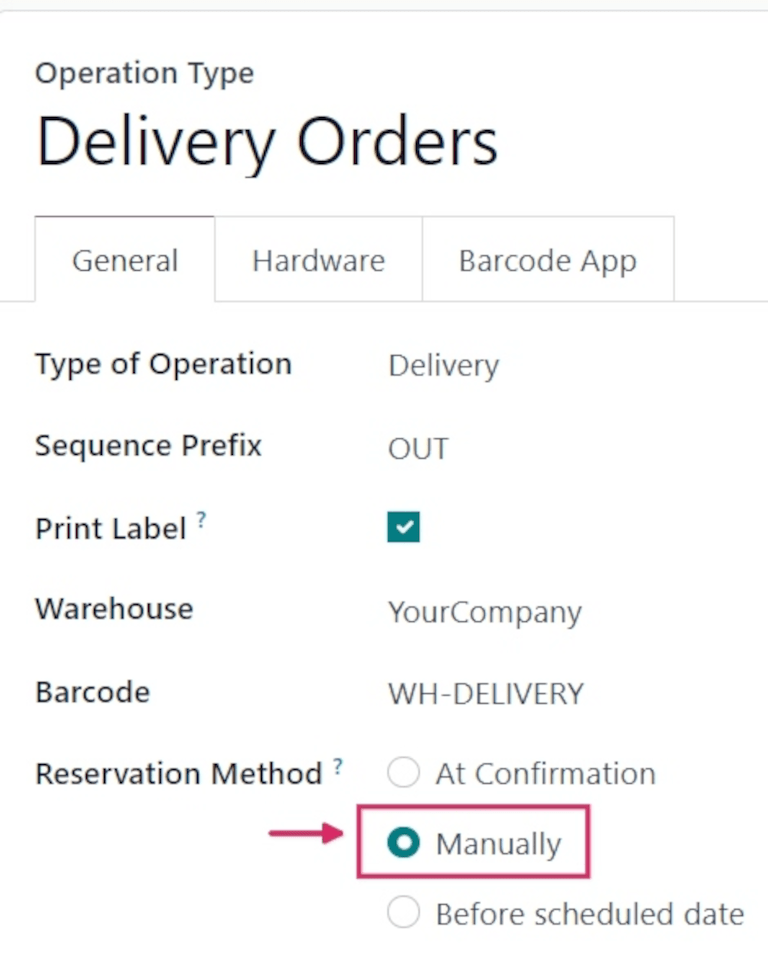 Operation Type
Delivery Orders
General Hardware Barcode App
Type of Operation Delivery
Sequence Prefix OUT
Print Label ?
Warehouse YourCompany
Barcode WH-DELIVERY
Reservation Method ? At Confirmation
Manually
Before scheduled date